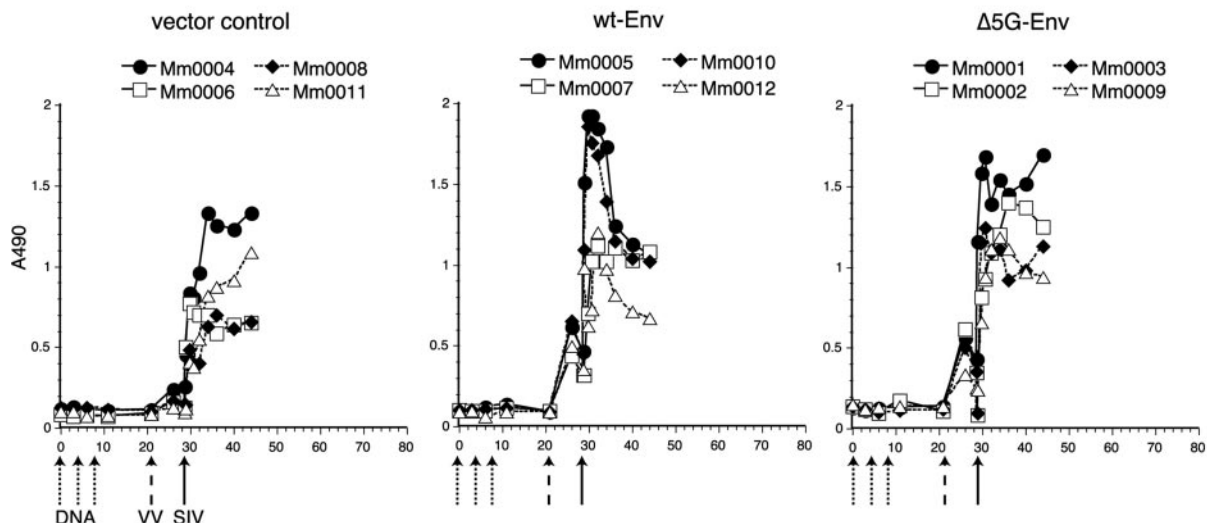 vector control
Mm0004 Mm0008
Mm0006 Mm0011
wt-Env
Mm0005 Mm0010
Mm0007 Mm0012
Δ5G-Env
Mm0001 Mm0003
Mm0002 Mm0009
A490
2
1.5
1
0.5
0
0 10 20 30 40 50 60 70 80
DNA VV SIV
2
1.5
1
0.5
0
0 10 20 30 40 50 60 70 80
2
1.5
1
0.5
0
0 10 20 30 40 50 60 70 80